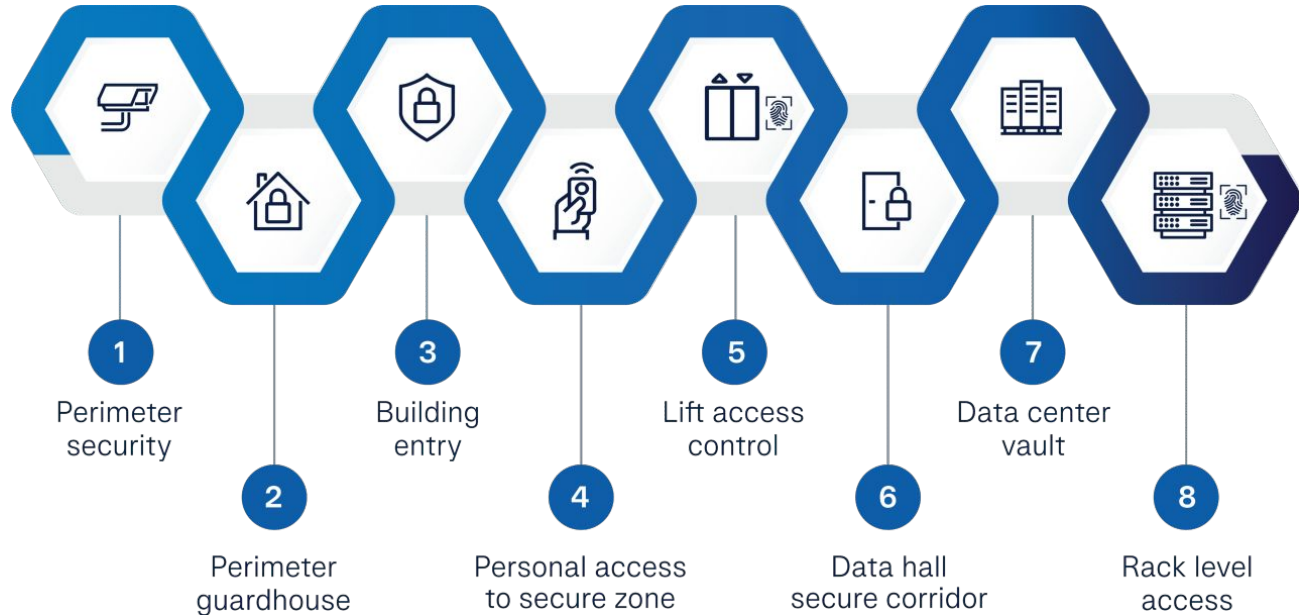 1
Perimeter
security
2
Perimeter
guardhouse
3
Building
entry
4
Personal access
to secure zone
5
Lift access
control
6
Data hall
secure corridor
7
Data center
vault
8
Rack level
access